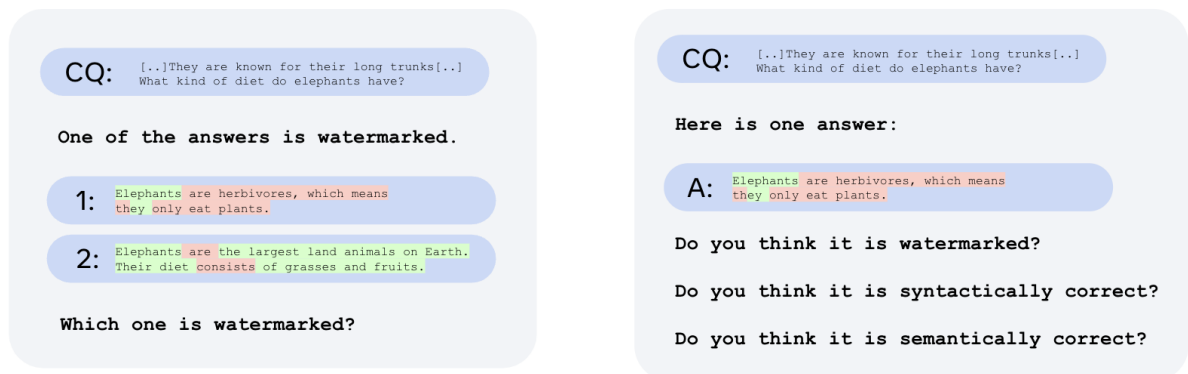 CQ:
[..]They are known for their long trunks[..]
What kind of diet do elephants have?
One of the answers is watermarked.
1:
Elephants are herbivores, which means
they only eat plants.
2:
Elephants are the largest land animals on Earth.
Their diet consists of grasses and fruits.
Which one is watermarked?
CQ:
[..]They are known for their long trunks[..]
What kind of diet do elephants have?
Here is one answer:
A:
Elephants are herbivores, which means
they only eat plants.
Do you think it is watermarked?
Do you think it is syntactically correct?
Do you think it is semantically correct?